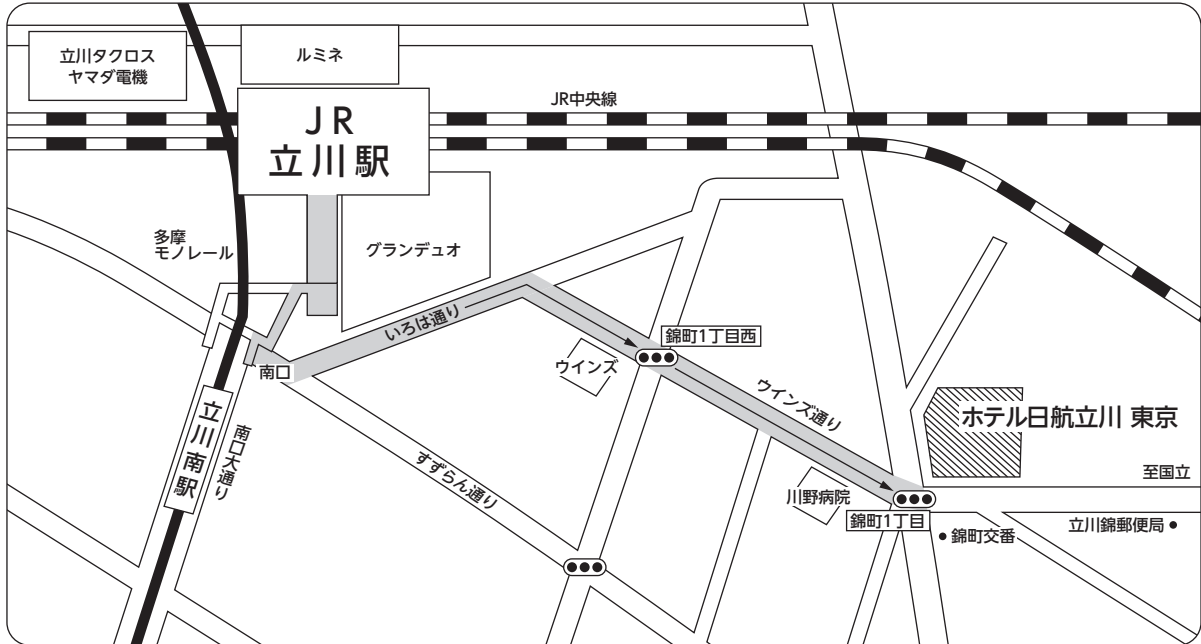 立川タクロス
ヤマダ電機
ルミネ
JR中央線
JR
立川駅
多摩
モノレール
グランデュオ
いろは通り
錦町1丁目西
南口
ウインズ
ウインズ通り
立川南駅
南口大通り
すずらん通り
ホテル日航立川 東京
至国立
川野病院
錦町1丁目
錦町交番
立川錦郵便局